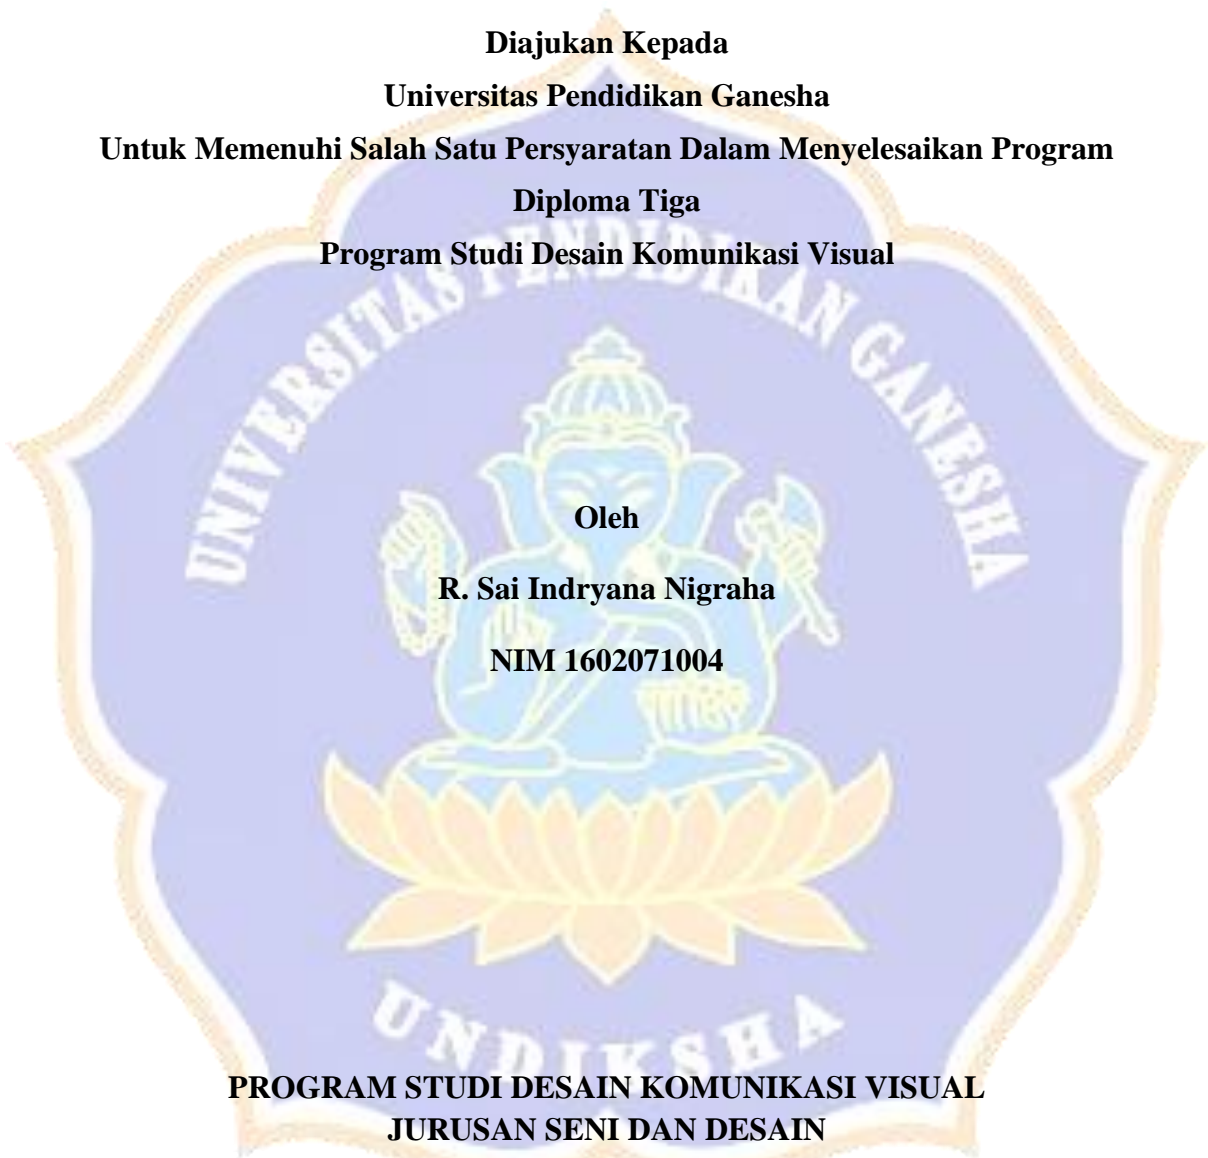 Diajukan Kepada
Universitas Pendidikan Ganesha
Untuk Memenuhi Salah Satu Persyaratan Dalam Menyelesaikan Program
Diploma Tiga
Program Studi Desain Komunikasi Visual
UNIVERSITAS PENDIDIKAN GANESHA
Oleh
R. Sai Indryana Nigraha
NIM 1602071004
UNDIKSHA
PROGRAM STUDI DESAIN KOMUNIKASI VISUAL
JURUSAN SENI DAN DESAIN